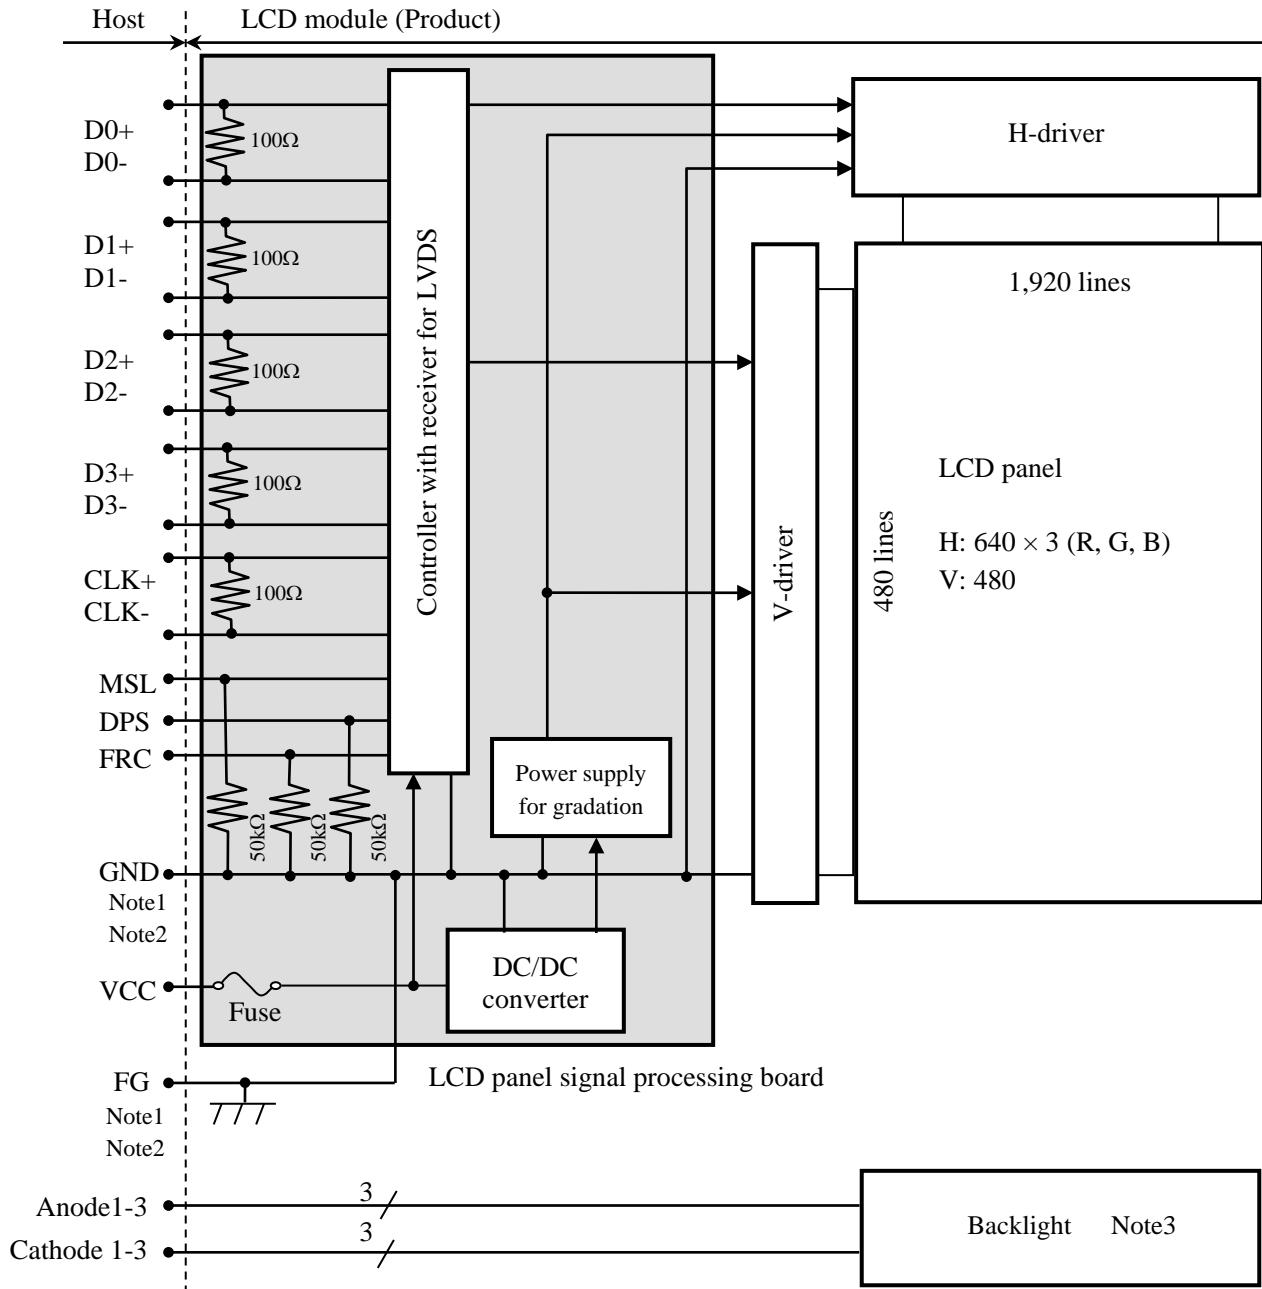 Host
LCD module (Product)
D0+
D0-
100Ω
D1+
D1-
100Ω
D2+
D2-
100Ω
D3+
D3-
100Ω
CLK+
CLK-
100Ω
MSL
DPS
FRC
50kΩ
50kΩ
50kΩ
GND
Note1
Note2
VCC
Fuse
FG
Note1
Note2
Controller with receiver for LVDS
Power supply
for gradation
DC/DC
converter
LCD panel signal processing board
H-driver
V-driver
1,920 lines
480 lines
LCD panel
H: 640 × 3 (R, G, B)
V: 480
Anode1-3
3
Cathode 1-3
3
Backlight Note3